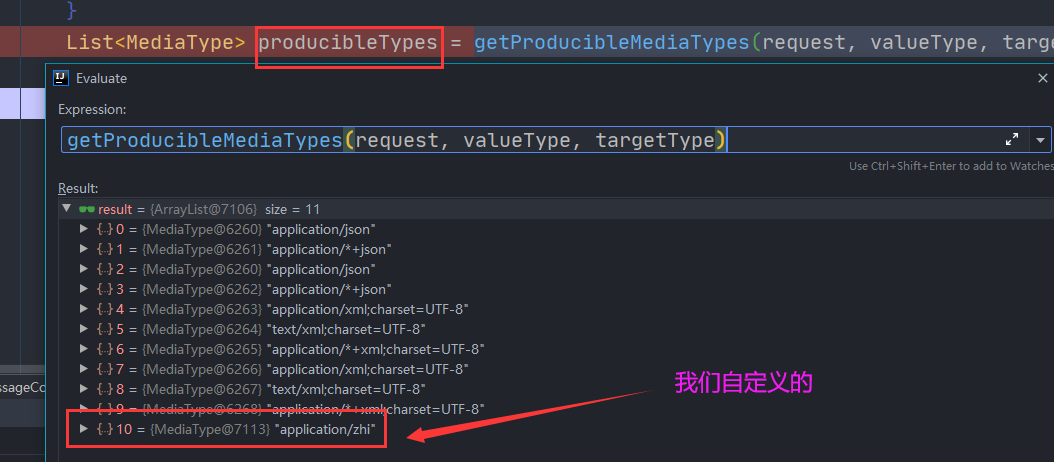 }
List<MediaType> producibleTypes = getProducibleMediaTypes(request, valueType, targe
Evaluate
Expression:
getProducibleMediaTypes(request, valueType, targetType)
Use Ctrl+Shift+Enter to add to Watches
Result:
result = {ArrayList@7106} size = 11
0 = {MediaType@6260} "application/json"
1 = {MediaType@6261} "application/*+json"
2 = {MediaType@6260} "application/json"
3 = {MediaType@6262} "application/*+json"
4 = {MediaType@6263} "application/xml;charset=UTF-8"
5 = {MediaType@6264} "text/xml;charset=UTF-8"
6 = {MediaType@6265} "application/*+xml;charset=UTF-8"
7 = {MediaType@6266} "application/xml;charset=UTF-8"
8 = {MediaType@6267} "text/xml;charset=UTF-8"
ssageCo
我们自定义的
9 = {MediaType@6268} "application/*+xml;charset=UTF-8"
10 = {MediaType@7113} "application/zhi"